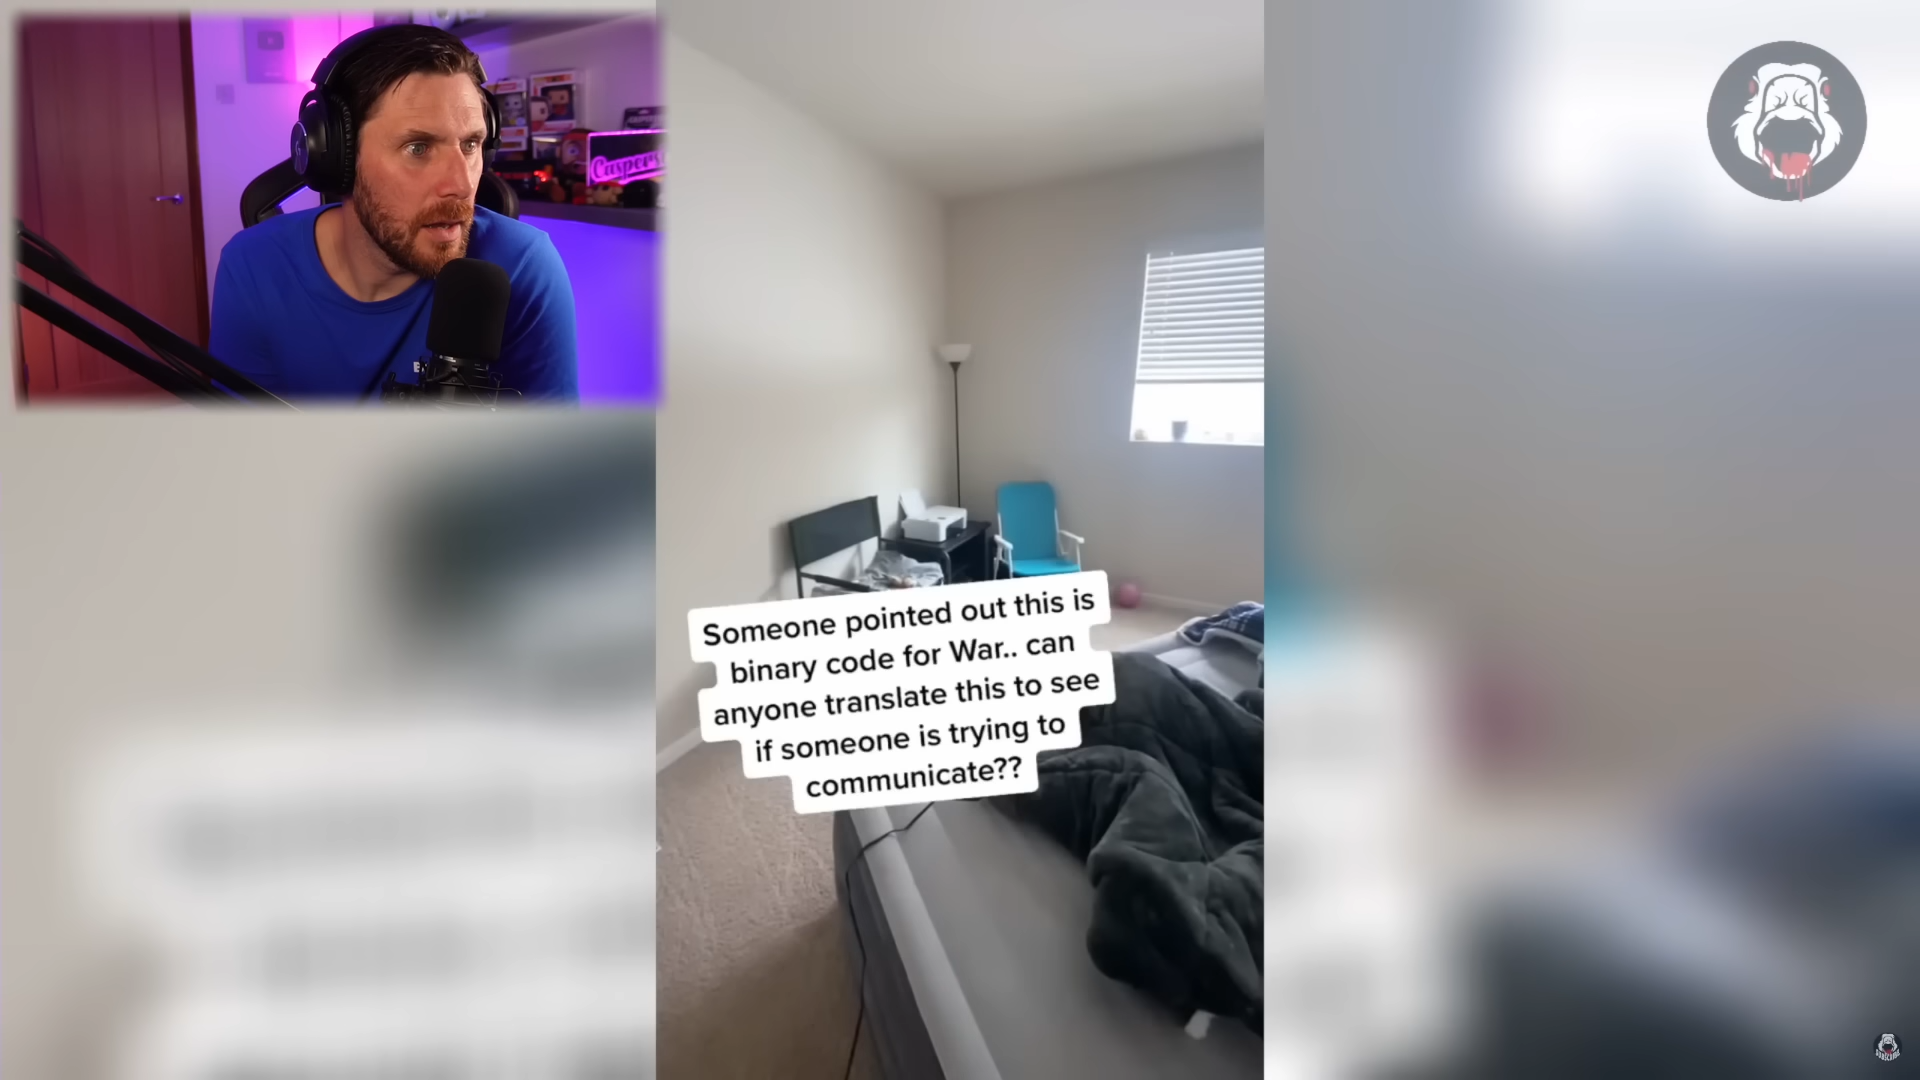 Caspers
Someone pointed out this is
binary code for War.. can
anyone translate this to see
if someone is trying to
communicate??